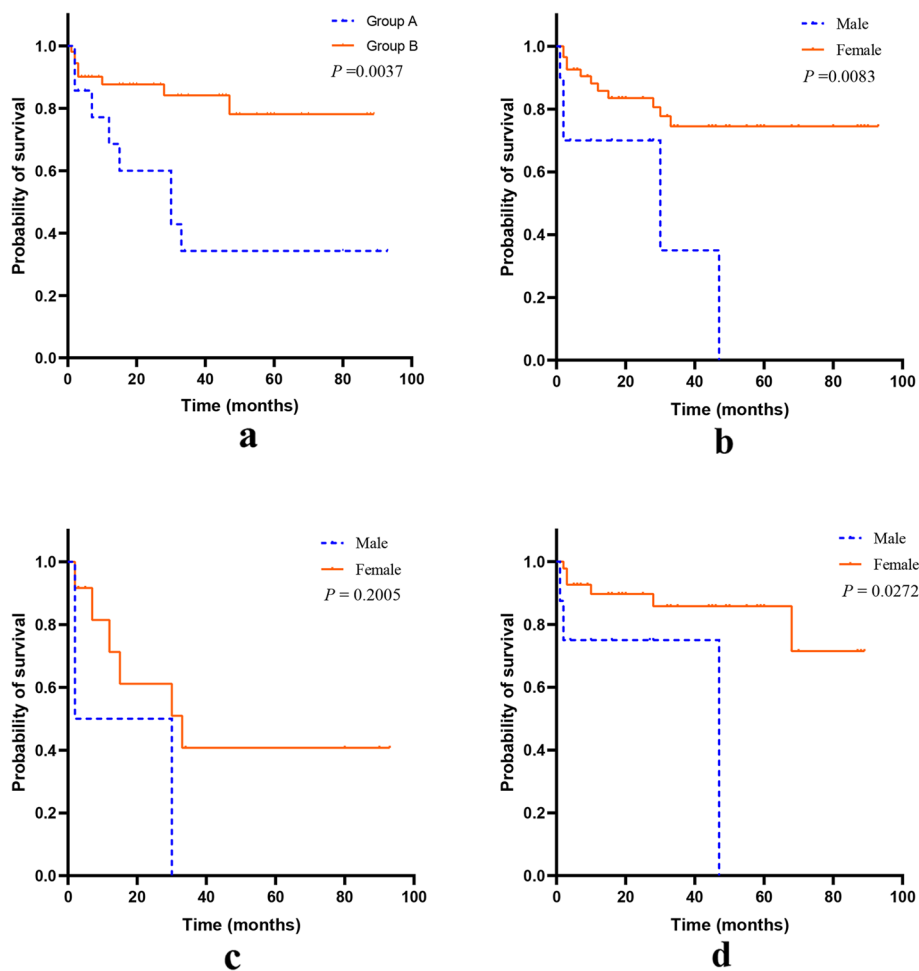 Group A
Group B
P =0.0037
1.0
0.8
0.6
0.4
0.2
0.0
Probability of survival
0 20 40 60 80 100
Time (months)
a
Male
Female
P =0.0083
1.0
0.8
0.6
0.4
0.2
0.0
Probability of survival
0 20 40 60 80 100
Time (months)
b
Male
Female
P = 0.2005
1.0
0.8
0.6
0.4
0.2
0.0
Probability of survival
0 20 40 60 80 100
Time (months)
c
Male
Female
P = 0.0272
1.0
0.8
0.6
0.4
0.2
0.0
Probability of survival
0 20 40 60 80 100
Time (months)
d